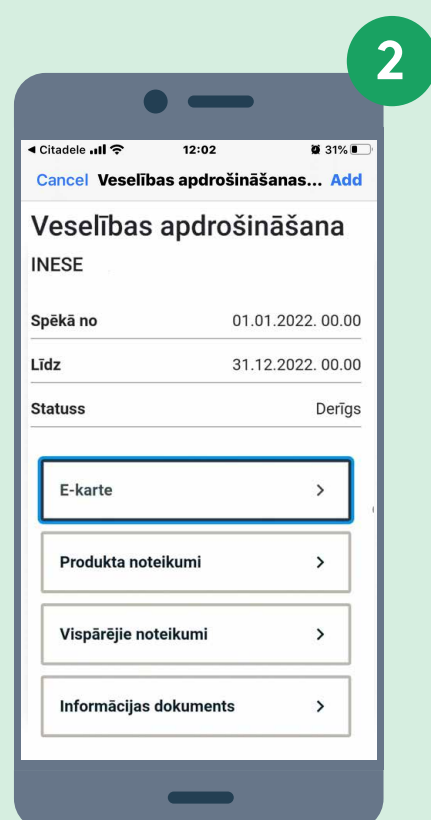 2
◄ Citadele 12:02 31%
Cancel Veselības apdrošināšanas... Add
Veselības apdrošināšana
INESE
Spēkā no 01.01.2022. 00.00
Līdz 31.12.2022. 00.00
Statuss Derīgs
E-karte >
Produkta noteikumi >
Vispārējie noteikumi >
Informācijas dokuments >